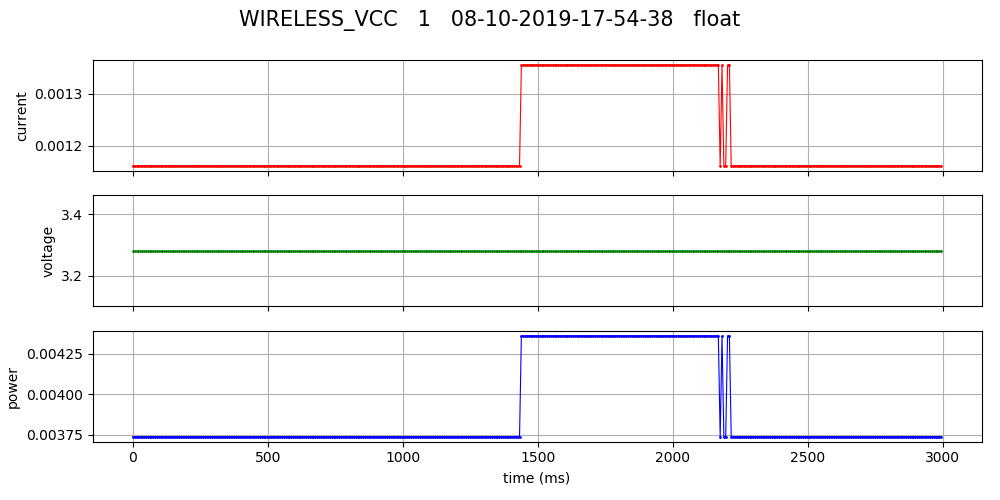 WIRELESS_VCC 1 08-10-2019-17-54-38 float
current
0.0013
0.0012
voltage
3.4
3.2
power
0.00425
0.00400
0.00375
0 500 1000 1500 2000 2500 3000
time (ms)